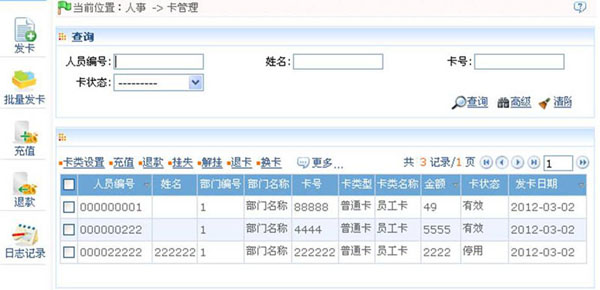 当前位置：人事 -> 卡管理
发卡
批量发卡
充值
退款
日志记录
查询
人员编号: 姓名: 卡号:
卡状态: ---------
查询 高级 清除
卡类设置 充值 退款 挂失 解挂 退卡 换卡 更多... 共 3 记录/1 页 1
人员编号 姓名 部门编号 部门名称 卡号 卡类型 卡类名称 金额 卡状态 发卡日期
000000001 1 部门名称 88888 普通卡 员工卡 49 有效 2012-03-02
000000222 1 部门名称 4444 普通卡 员工卡 5555 有效 2012-03-02
000022222 222222 1 部门名称 222222 普通卡 员工卡 2222 停用 2012-03-02